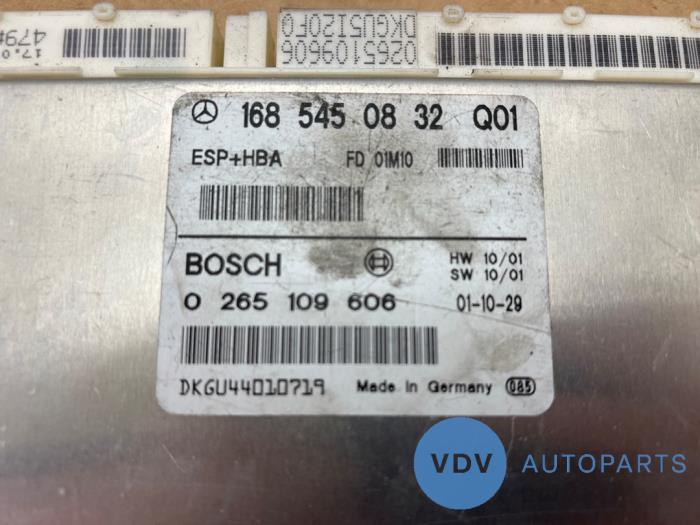 479
17.0
DKGU5120F0
0265109606
168 545 08 32 Q01
ESP+HBA FD 01M10
BOSCH
HW 10/01
SW 10/01
0 265 109 606 01-10-29
DKGU44010719 Made in Germany 085
VDV AUTOPARTS